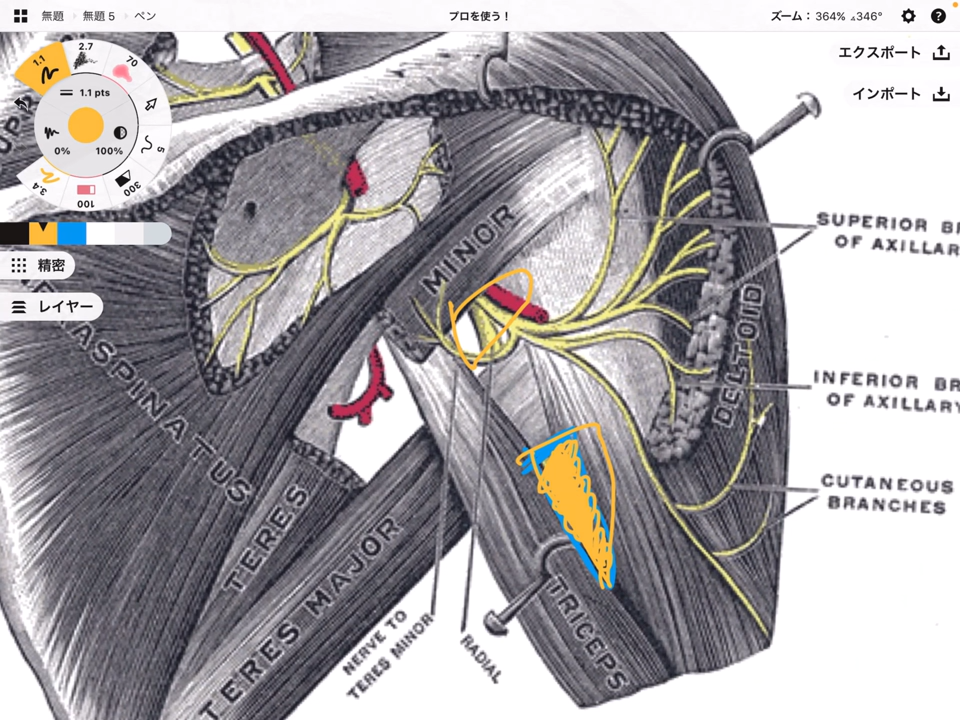 無題 › 無題 5 › ペン
プロを使う!
ズーム: 364% ⊿346°
エクスポート
インポート
1.1
2.7
70
5
300
100
3.4
1.1 pts
0%
100%
精密
レイヤー
MINOR
SUPERIOR BR
OF AXILLAR
DELTOID
INFERIOR BR
OF AXILLARY
CUTANEOUS
BRANCHES
RASPINATUS
TERES
TERES MAJOR
NERVE TO
TERES MINOR
RADIAL
TRICEPS